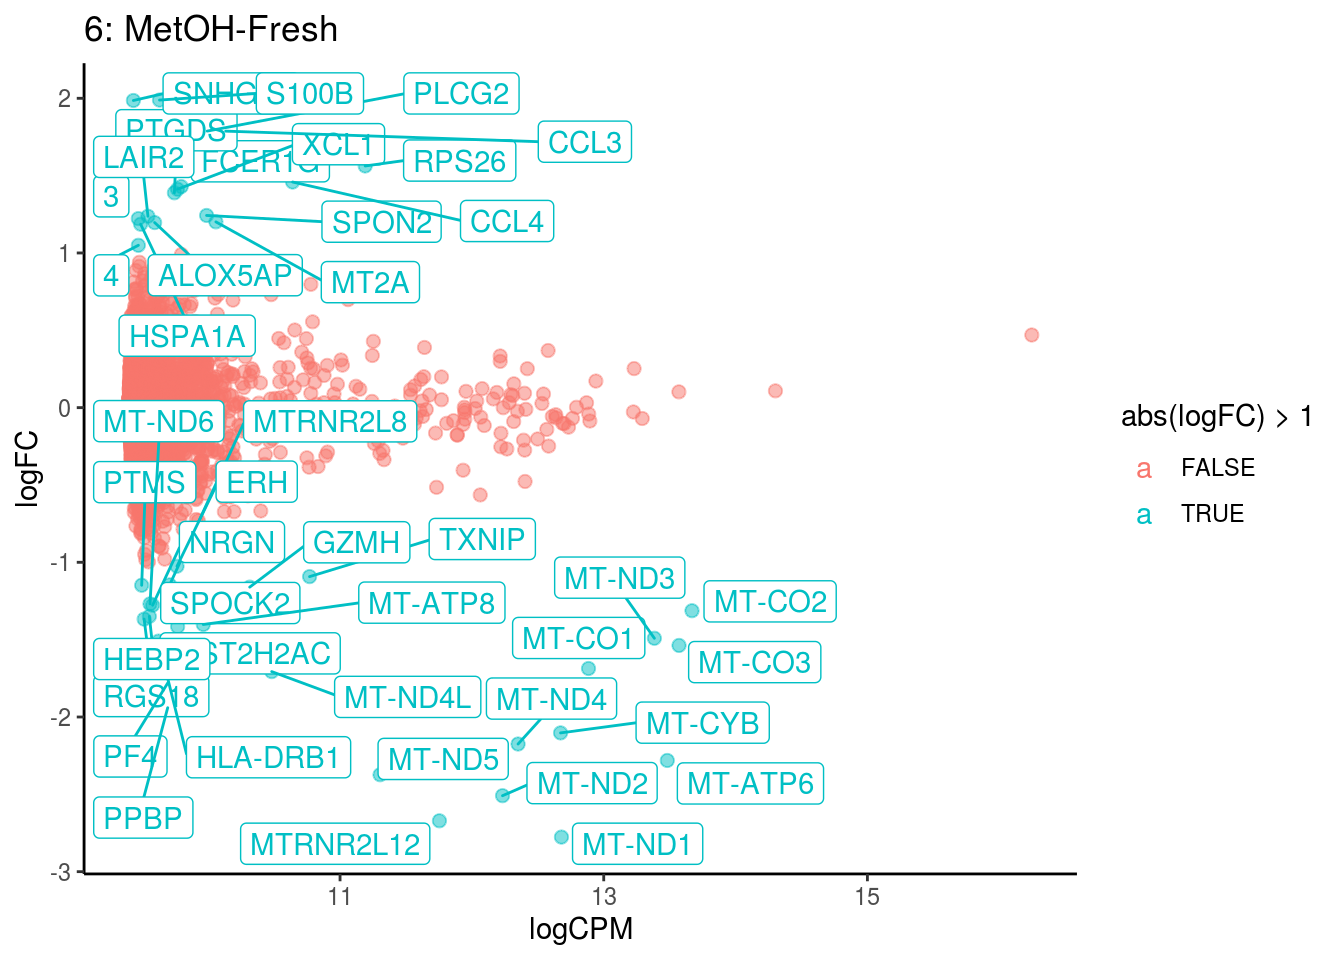 6: MetOH-Fresh
logFC
2
1
0
-1
-2
-3
S100B
PLCG2
PTGDS
CCL3
XCL1
LAIR2
RPS26
3
SPON2
CCL4
4
ALOX5AP
MT2A
HSPA1A
MT-ND6
MTRNR2L8
PTMS
ERH
NRGN
GZMH
TXNIP
MT-ND3
SPOCK2
MT-ATP8
MT-CO2
MT-CO1
HEBP2
ST2H2AC
MT-CO3
RGS18
MT-ND4L
MT-ND4
MT-CYB
PF4
HLA-DRB1
MT-ND5
MT-ND2
MT-ATP6
PPBP
MTRNR2L12
MT-ND1
11
13
15
logCPM
abs(logFC) > 1
a FALSE
a TRUE